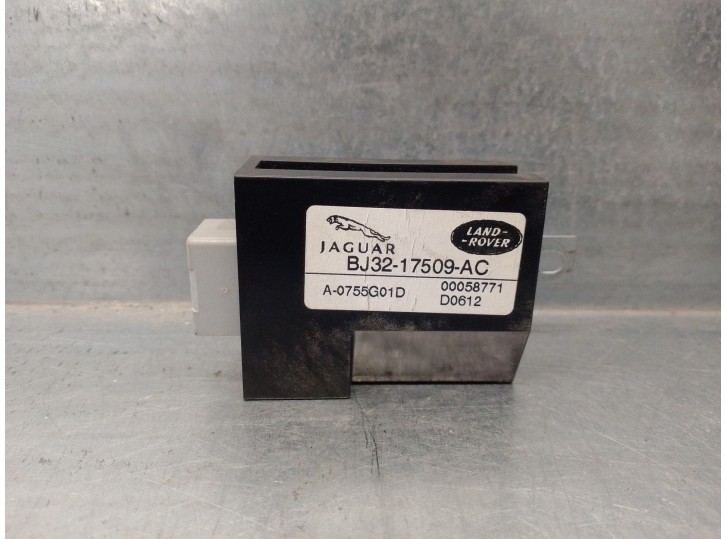 JAGUAR
LAND-
-ROVER
BJ32-17509-AC
A-0755G01D
00058771
D0612